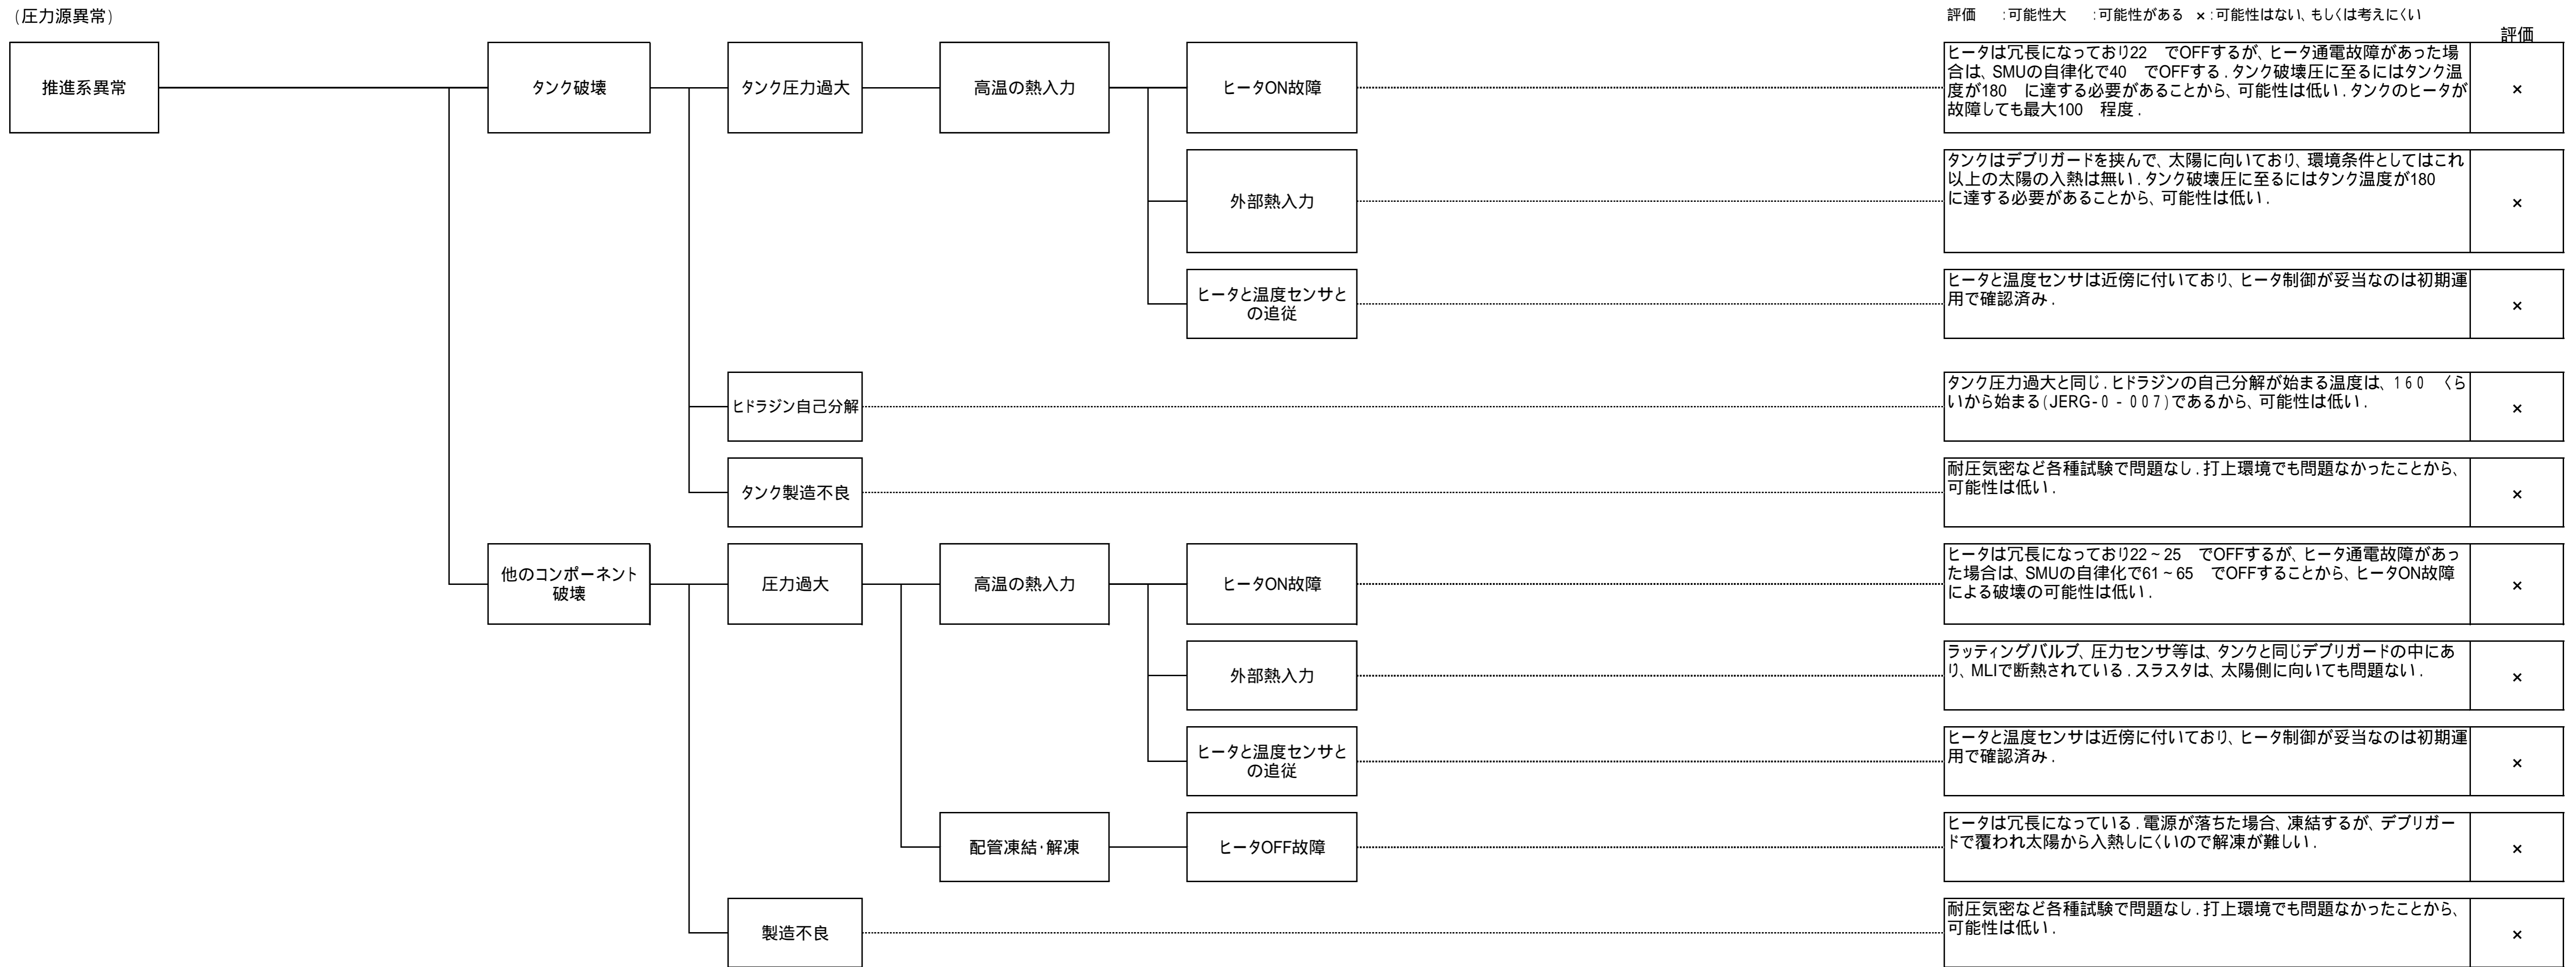 (圧力源異常)
評価　　:可能性大　　:可能性がある　×:可能性はない、もしくは考えにくい
評価
推進系異常
タンク破壊
タンク圧力過大
高温の熱入力
ヒータON故障
ヒータは冗長になっており22　でOFFするが、ヒータ通電故障があった場
合は、SMUの自律化で40　でOFFする.タンク破壊圧に至るにはタンク温
度が180　に達する必要があることから、可能性は低い.タンクのヒータが
故障しても最大100　程度.
×
外部熱入力
タンクはデブリガードを挟んで、太陽に向いており、環境条件としてはこれ
以上の太陽の入熱は無い.タンク破壊圧に至るにはタンク温度が180
に達する必要があることから、可能性は低い.
×
ヒータと温度センサと
の追従
ヒータと温度センサは近傍に付いており、ヒータ制御が妥当なのは初期運
用で確認済み.
×
ヒドラジン自己分解
タンク圧力過大と同じ.ヒドラジンの自己分解が始まる温度は、160　くら
いから始まる(JERG-0-007)であるから、可能性は低い.
×
タンク製造不良
耐圧気密など各種試験で問題なし.打上環境でも問題なかったことから、
可能性は低い.
×
他のコンポーネント
破壊
圧力過大
高温の熱入力
ヒータON故障
ヒータは冗長になっており22~25　でOFFするが、ヒータ通電故障があっ
た場合は、SMUの自律化で61~65　でOFFすることから、ヒータON故障
による破壊の可能性は低い.
×
外部熱入力
ラッティングバルブ、圧力センサ等は、タンクと同じデブリガードの中にあ
り、MLIで断熱されている.スラスタは、太陽側に向いても問題ない.
×
ヒータと温度センサと
の追従
ヒータと温度センサは近傍に付いており、ヒータ制御が妥当なのは初期運
用で確認済み.
×
配管凍結・解凍
ヒータOFF故障
ヒータは冗長になっている.電源が落ちた場合、凍結するが、デブリガー
ドで覆われ太陽から入熱しにくいので解凍が難しい.
×
製造不良
耐圧気密など各種試験で問題なし.打上環境でも問題なかったことから、
可能性は低い.
×